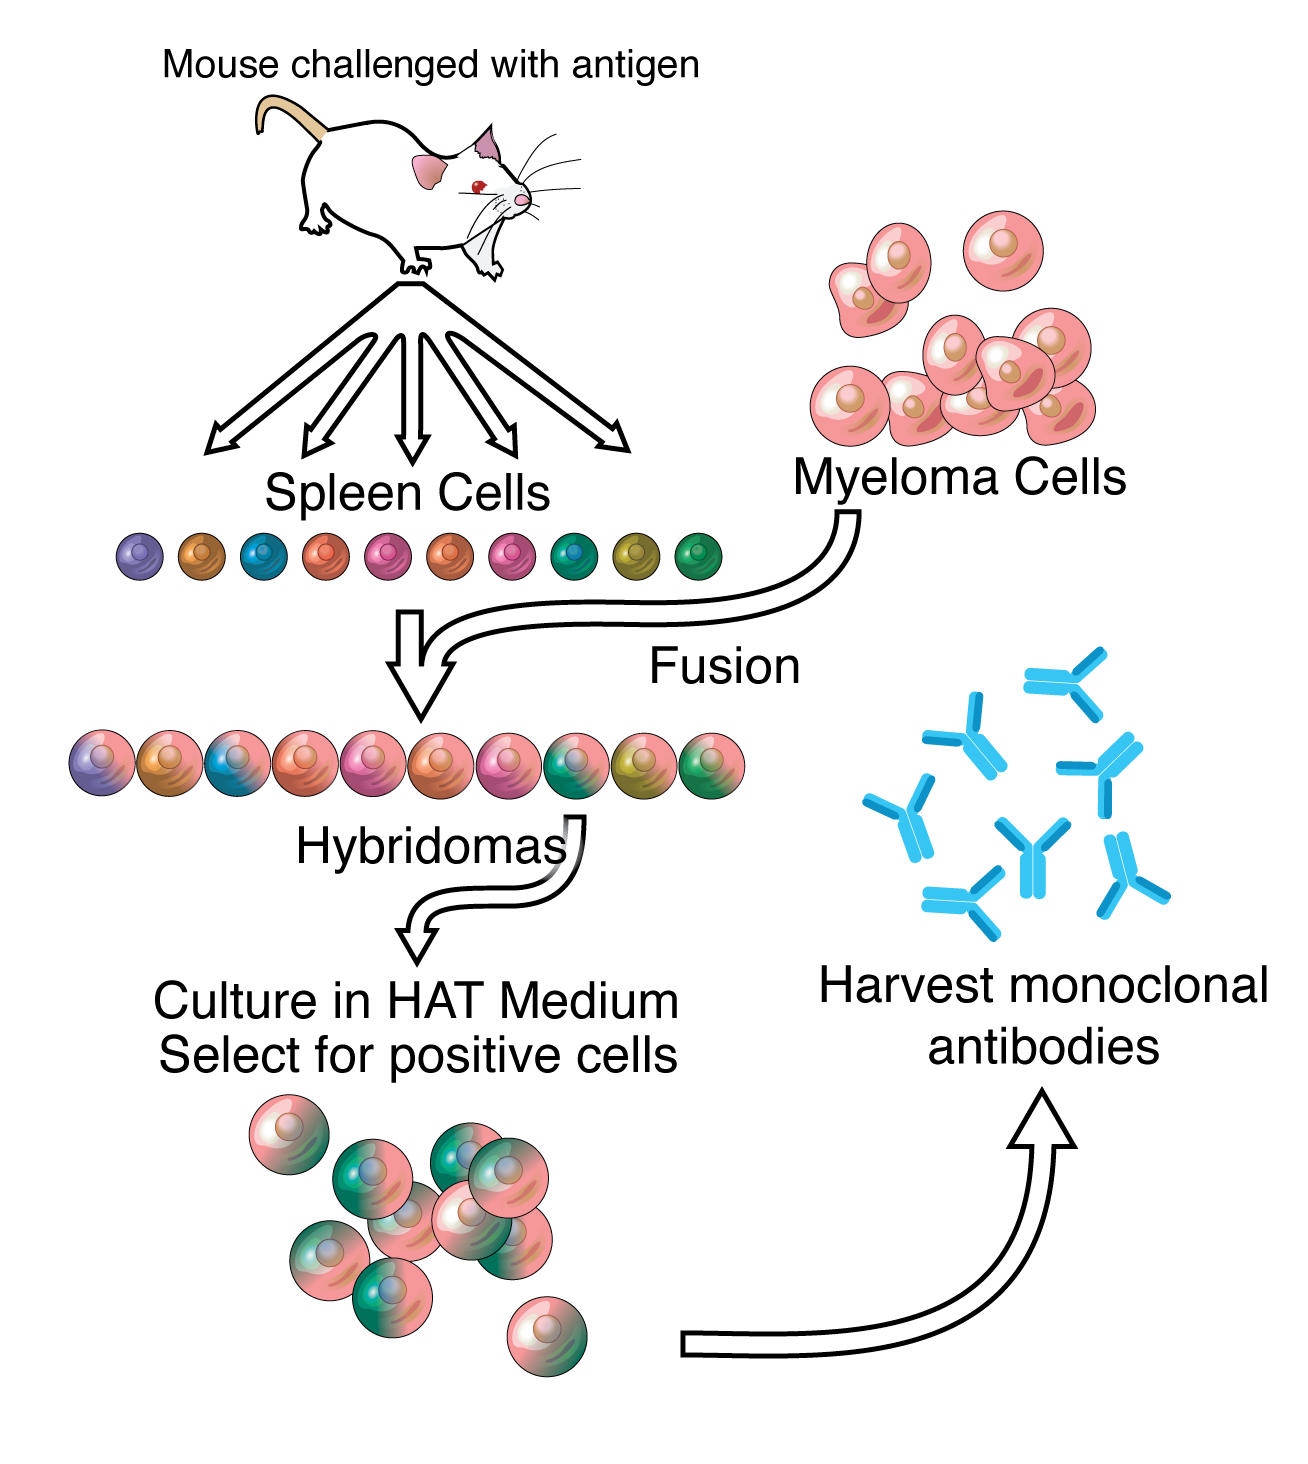 Mouse challenged with antigen
Spleen Cells
Myeloma Cells
Fusion
Hybridomas
Culture in HAT Medium
Select for positive cells
Harvest monoclonal
antibodies